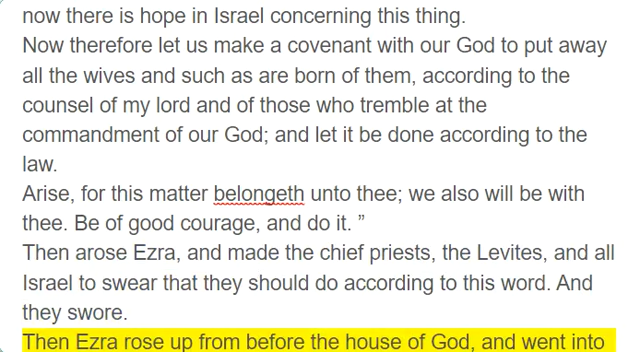 now there is hope in Israel concerning this thing.
Now therefore let us make a covenant with our God to put away
all the wives and such as are born of them, according to the
counsel of my lord and of those who tremble at the
commandment of our God; and let it be done according to the
law.
Arise, for this matter belongeth unto thee; we also will be with
thee. Be of good courage, and do it. ”
Then arose Ezra, and made the chief priests, the Levites, and all
Israel to swear that they should do according to this word. And
they swore.
Then Ezra rose up from before the house of God, and went into